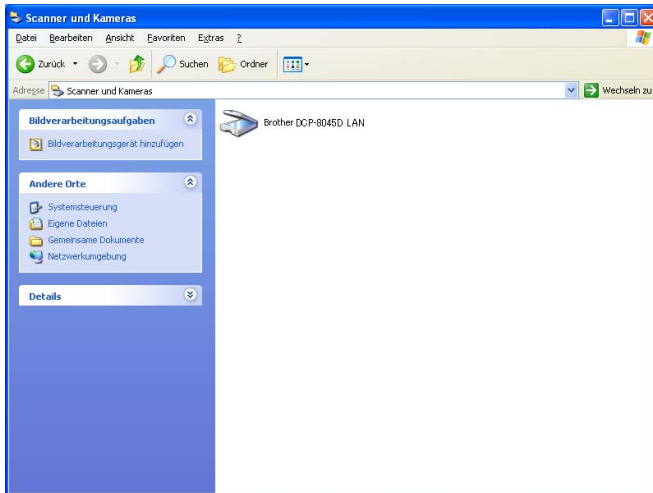 Scanner und Kameras
Datei Bearbeiten Ansicht Favoriten Extras ?
Zurück Suchen Ordner
Adresse Scanner und Kameras Wechseln zu
Bildverarbeitungsaufgaben
Bildverarbeitungsgerät hinzufügen
Andere Orte
Systemsteuerung
Eigene Dateien
Gemeinsame Dokumente
Netzwerkumgebung
Details
Brother DCP-8045D LAN